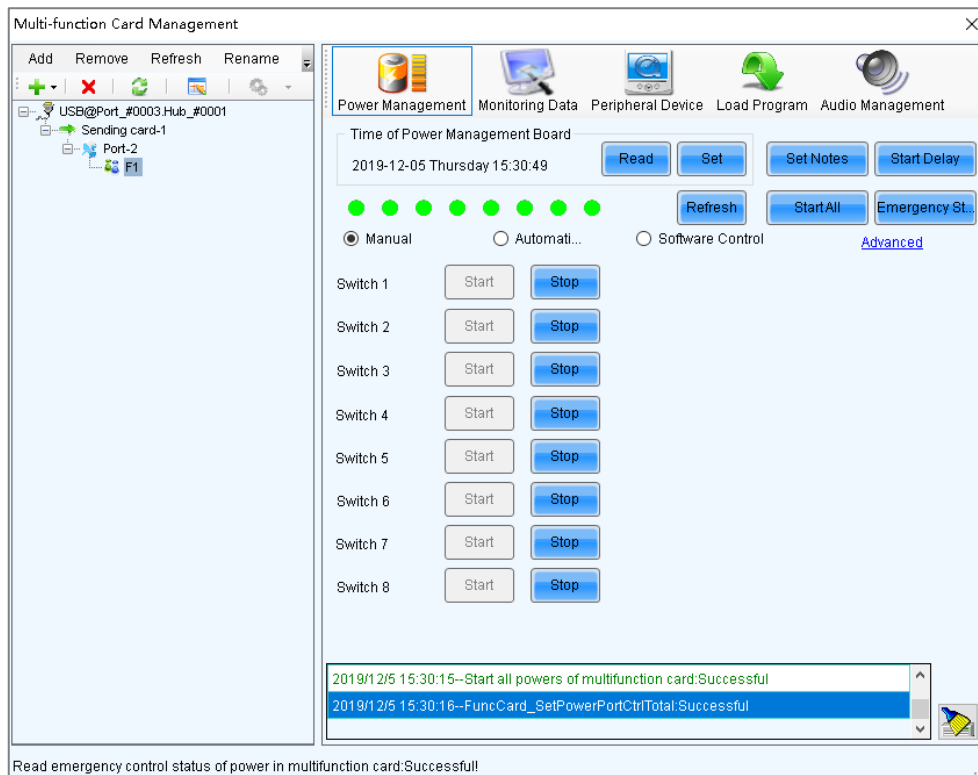 Multi-function Card Management
Add Remove Refresh Rename
USB@Port_#0003.Hub_#0001
Sending card-1
Port-2
F1
Power Management Monitoring Data Peripheral Device Load Program Audio Management
Time of Power Management Board
2019-12-05 Thursday 15:30:49 Read Set Set Notes Start Delay
Refresh Start All Emergency St...
Manual Automati... Software Control Advanced
Switch 1 Start Stop
Switch 2 Start Stop
Switch 3 Start Stop
Switch 4 Start Stop
Switch 5 Start Stop
Switch 6 Start Stop
Switch 7 Start Stop
Switch 8 Start Stop
2019/12/5 15:30:15--Start all powers of multifunction card:Successful
2019/12/5 15:30:16--FuncCard_SetPowerPortCtrlTotal:Successful
Read emergency control status of power in multifunction card:Successful!